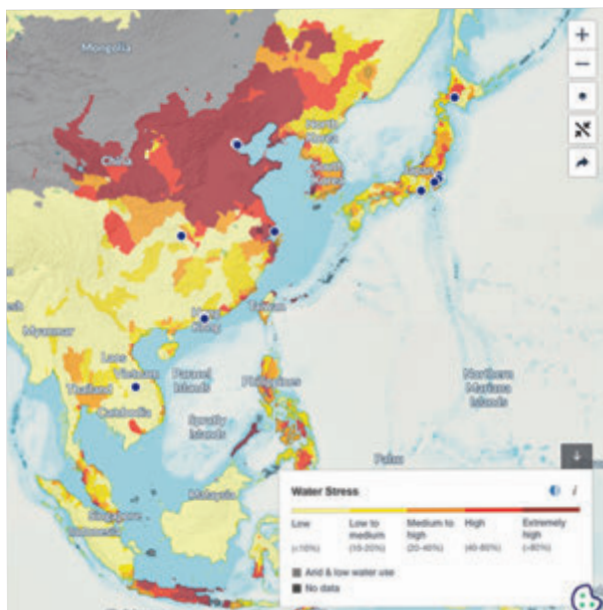 Mongolia
North
Korea
China
South
Korea
Japan
Taiwan
Hong
Kong
Myanmar
Laos
Vietnam
Paracel
Islands
Thailand
Philippines
Northern
Mariana
Islands
Cambodia
Spratly
Islands
Palau
Malaysia
Singapore
Indonesia
Water Stress
i
Low
Low to
medium
Medium to
high
High
Extremely
high
(<10%)
(10-20%)
(20-40%)
(40-80%)
(>80%)
Arid & low water use
No data